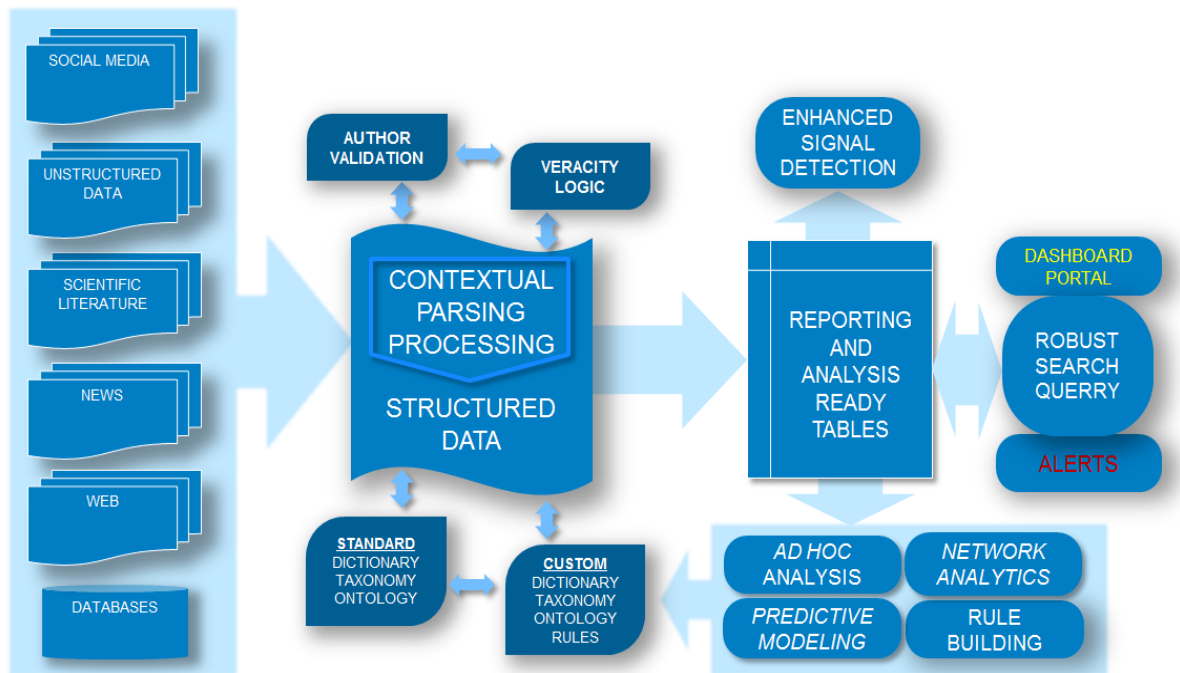 SOCIAL MEDIA
UNSTRUCTURED
DATA
SCIENTIFIC
LITERATURE
NEWS
WEB
DATABASES
AUTHOR
VALIDATION
VERACITY
LOGIC
CONTEXTUAL
PARSING
PROCESSING
STRUCTURED
DATA
STANDARD
DICTIONARY
TAXONOMY
ONTOLOGY
CUSTOM
DICTIONARY
TAXONOMY
ONTOLOGY
RULES
ENHANCED
SIGNAL
DETECTION
REPORTING
AND
ANALYSIS
READY
TABLES
DASHBOARD
PORTAL
ROBUST
SEARCH
QUERRY
ALERTS
AD HOC
ANALYSIS
NETWORK
ANALYTICS
PREDICTIVE
MODELING
RULE
BUILDING